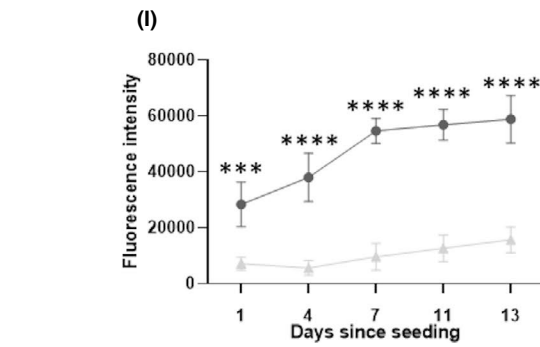 (I)
80000
60000
40000
20000
0
Fluorescence intensity
***
****
****
****
****
1 4 7 11 13
Days since seeding